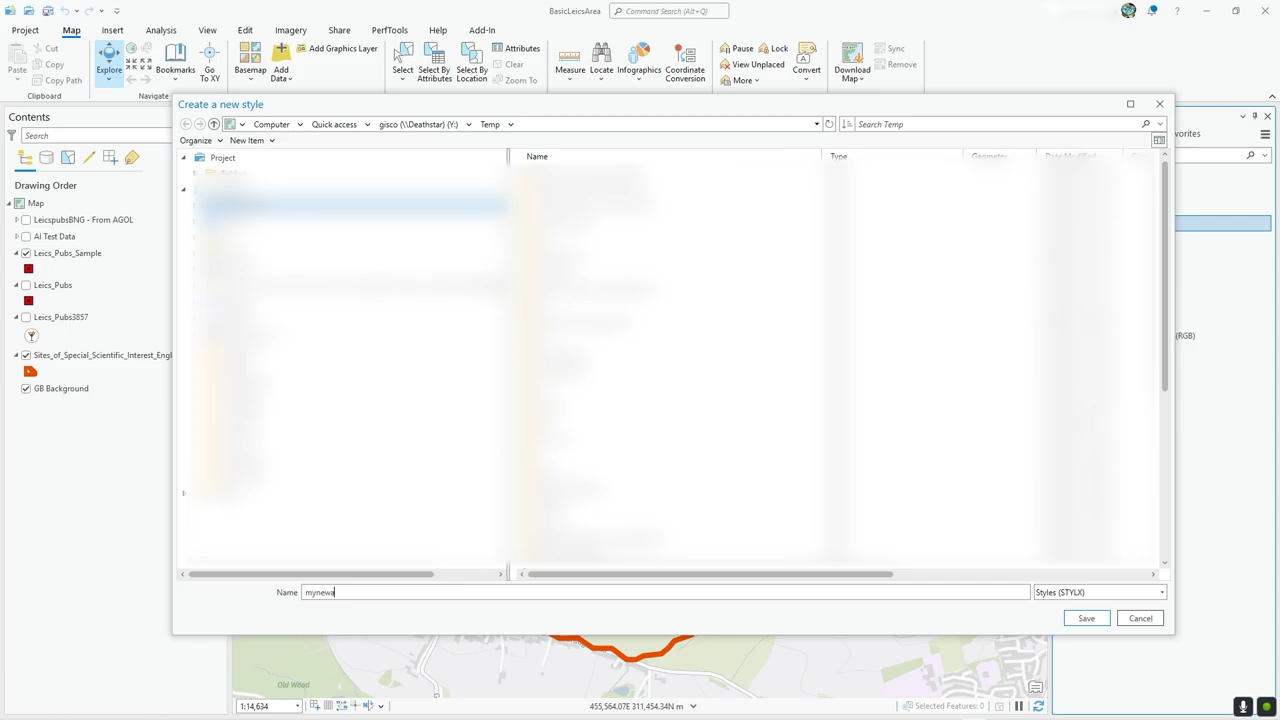 BasicLeicsArea
Command Search (Alt+Q)
Project Map Insert Analysis View Edit Imagery PerfTools Share Help Add-In
Cut
Copy
Copy Path
Paste
Clipboard
Explore
Bookmarks
Go To XY
Navigate
Basemap
Add Data
Add Graphics Layer
Select
Select By Attributes
Select By Location
Attributes
Clear
Zoom To
Measure
Locate
Infographics
Coordinate Conversion
Pause
Lock
View Unplaced
More
Convert
Download Map
Sync
Remove
Contents
Search
Drawing Order
Map
LeicspubsBNG - From AGOL
AI Test Data
Leics_Pubs_Sample
Leics_Pubs
Leics_Pubs3857
Sites_of_Special_Scientific_Interest_Engl
GB Background
Create a new style
Computer Quick access gisco (\\Deathstar) (Y:) Temp
Search Temp
Organize New Item
Project
Name Type Geometry Date Modified
Name mynewa
Styles (STYLX)
Save Cancel
vorites
(RGB)
Old Wood
1:14,634
455,564.07E 311,454.34N m
Selected Features: 0